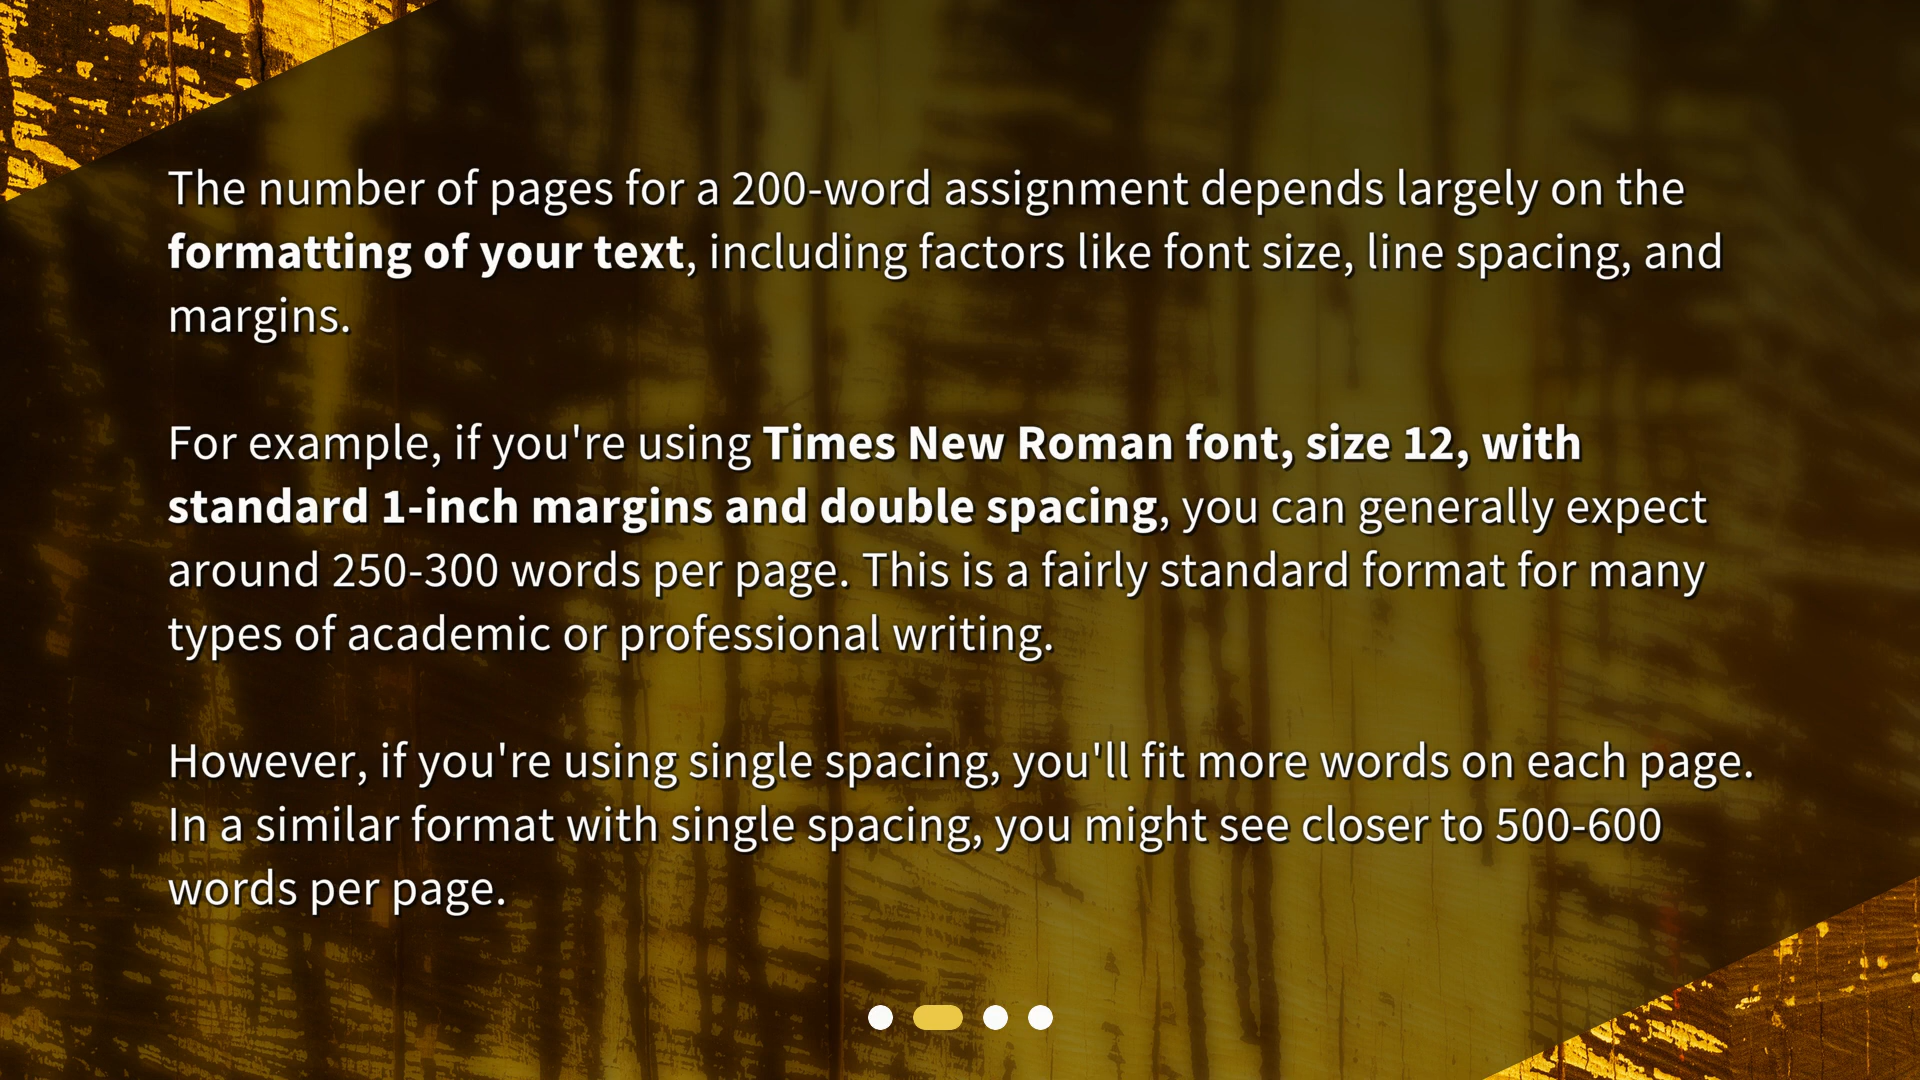 The number of pages for a 200-word assignment depends largely on the
formatting of your text, including factors like font size, line spacing, and
margins.
For example, if you're using Times New Roman font, size 12, with
standard 1-inch margins and double spacing, you can generally expect
around 250-300 words per page. This is a fairly standard format for many
types of academic or professional writing.
However, if you're using single spacing, you'll fit more words on each page.
In a similar format with single spacing, you might see closer to 500-600
words per page.